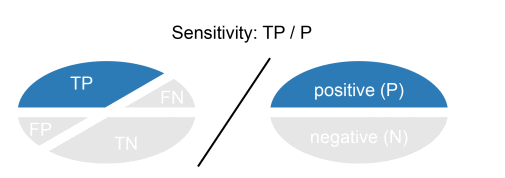 Sensitivity: TP / P
TP
FN
FP
TN
positive (P)
negative (N)